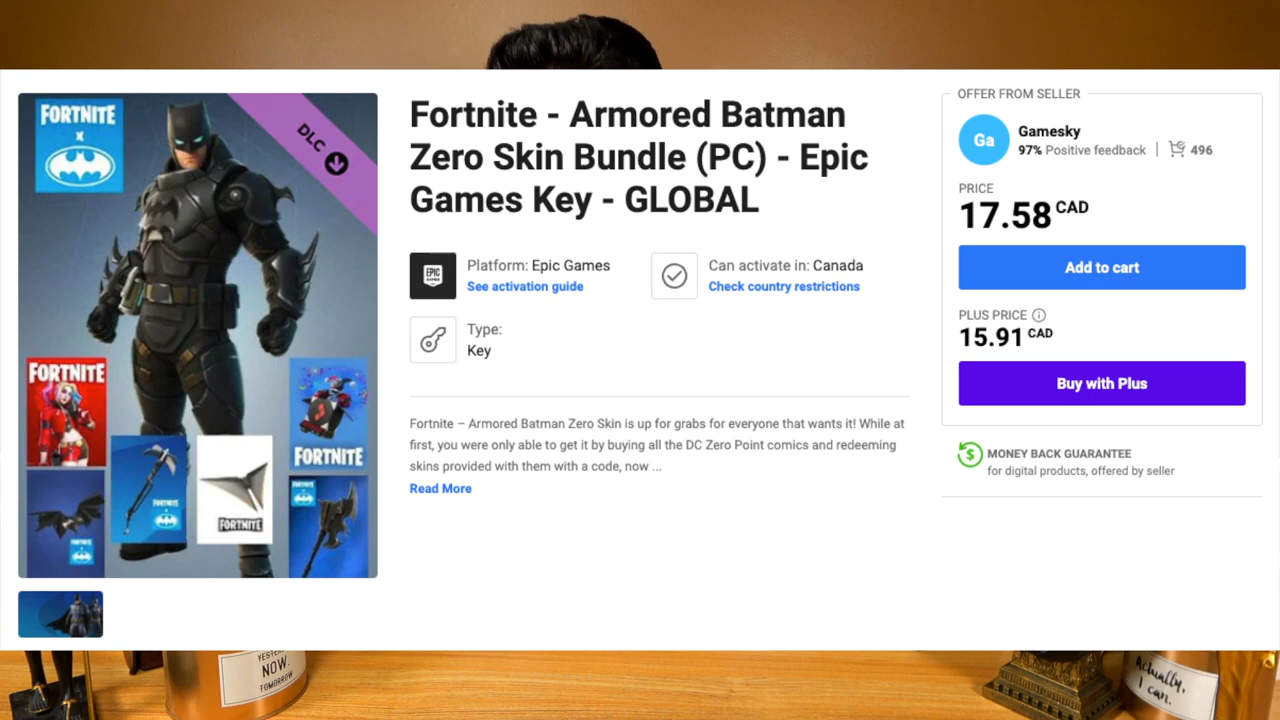 FORTNITE
X
DLC
FORTNITE
FORTNITE
FORTNITE
Fortnite - Armored Batman
Zero Skin Bundle (PC) - Epic
Games Key - GLOBAL
EPIC
GAMES
Platform: Epic Games
See activation guide
Can activate in: Canada
Check country restrictions
Type:
Key
Fortnite – Armored Batman Zero Skin is up for grabs for everyone that wants it! While at
first, you were only able to get it by buying all the DC Zero Point comics and redeeming
skins provided with them with a code, now ...
Read More
OFFER FROM SELLER
Ga
Gamesky
97% Positive feedback | 496
PRICE
17.58 CAD
Add to cart
PLUS PRICE
15.91 CAD
Buy with Plus
MONEY BACK GUARANTEE
for digital products, offered by seller
NOW.
TOMORROW
Actually,
I can.